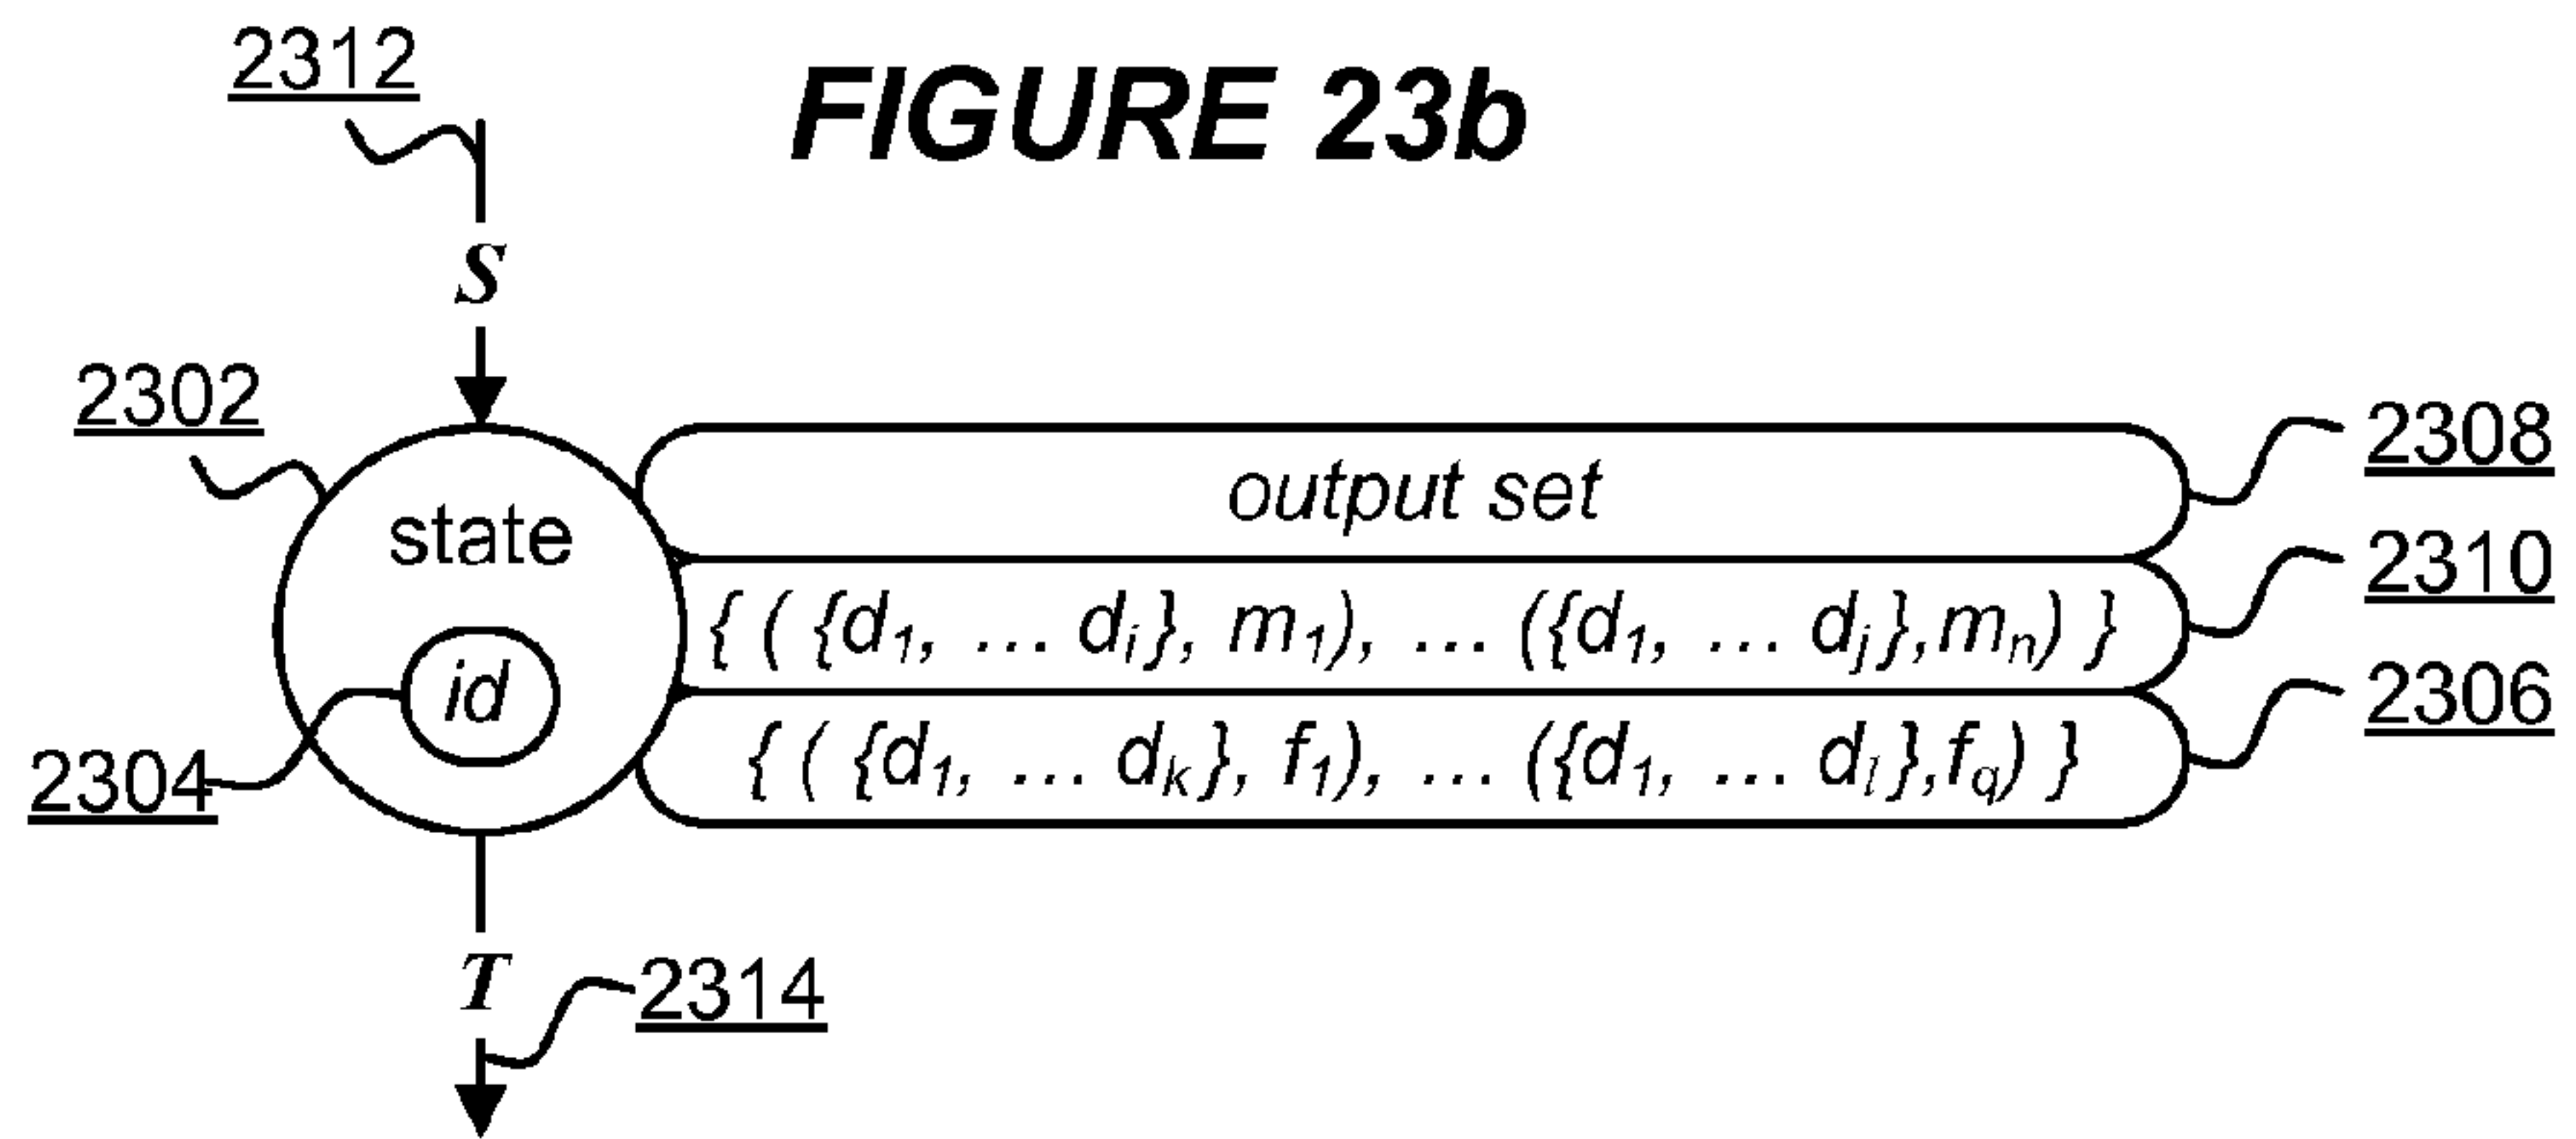 2312
FIGURE 23b
S
2302
2308
output set
state
2310
{ ( {d1, ... di}, m1), ... ({d1, ... dj},mn) }
2306
id
{ ( {d1, ... dk}, f1), ... ({d1, ... dl},fq) }
2304
T
2314